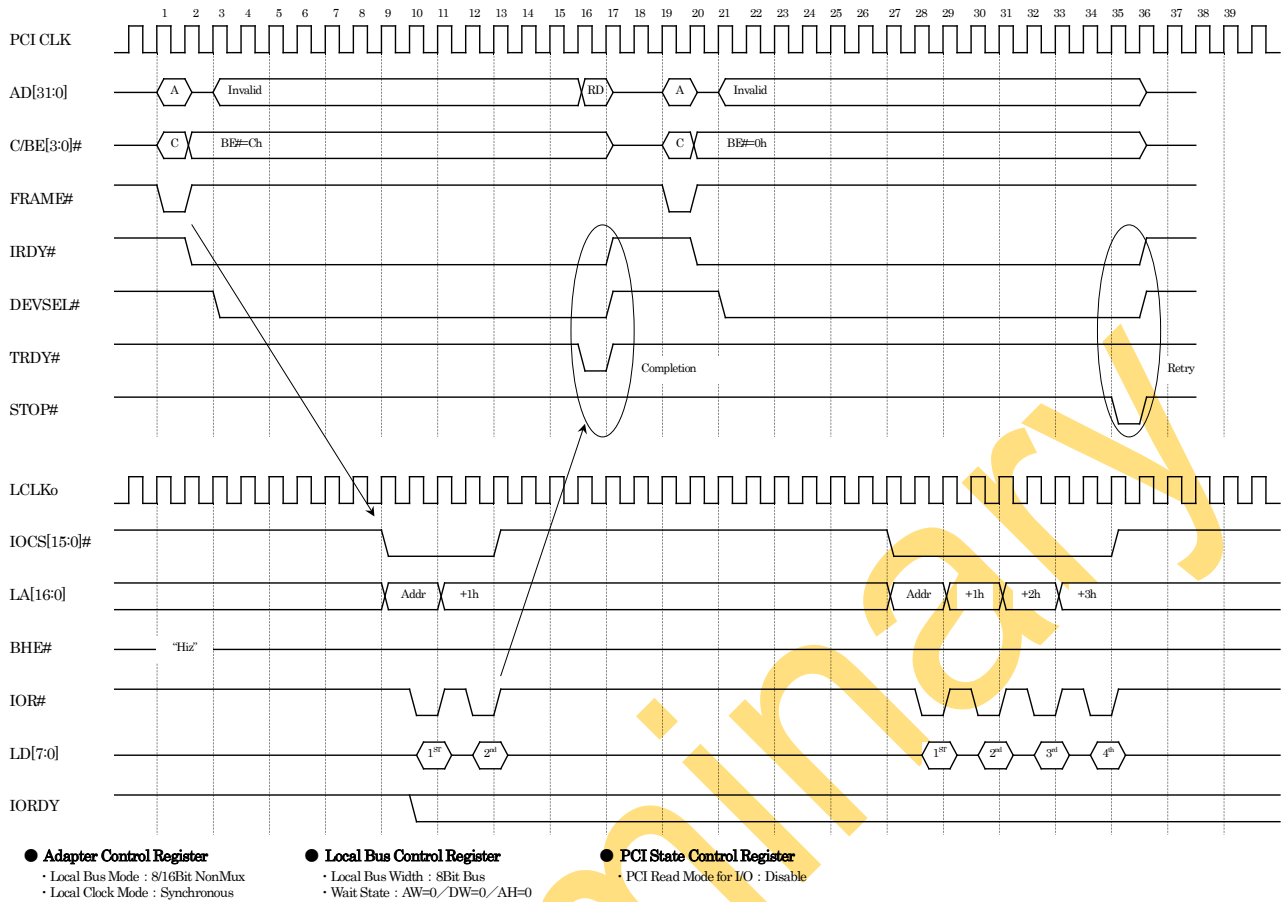 1 2 3 4 5 6 7 8 9 10 11 12 13 14 15 16 17 18 19 20 21 22 23 24 25 26 27 28 29 30 31 32 33 34 35 36 37 38 39
PCI CLK
AD[31:0] A Invalid RD A Invalid
C/BE[3:0]# C BE#=Ch C BE#=0h
FRAME#
IRDY#
DEVSEL#
TRDY#
Completion Retry
STOP#
LCLKo
IOCS[15:0]#
LA[16:0] Addr +1h Addr +1h +2h +3h
BHE# “Hiz”
IOR#
LD[7:0] 1ST 2nd 1ST 2nd 3rd 4th
IORDY
● Adapter Control Register
・Local Bus Mode : 8/16Bit NonMux
・Local Clock Mode : Synchronous
● Local Bus Control Register
・Local Bus Width : 8Bit Bus
・Wait State : AW=0／DW=0／AH=0
● PCI State Control Register
・PCI Read Mode for I/O : Disable
minary